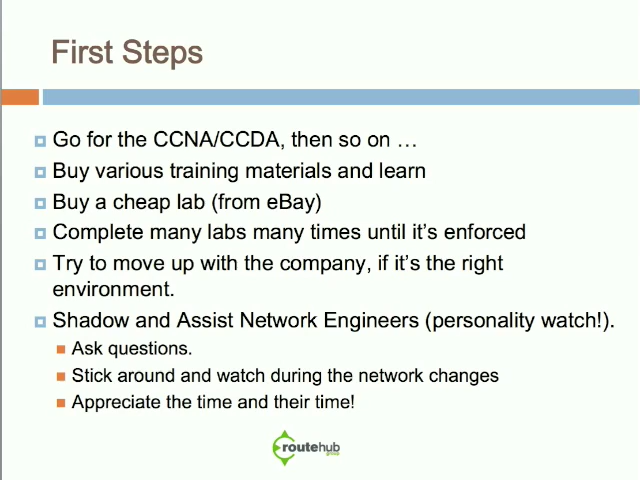 First Steps
Go for the CCNA/CCDA, then so on …
Buy various training materials and learn
Buy a cheap lab (from eBay)
Complete many labs many times until it's enforced
Try to move up with the company, if it's the right
environment.
Shadow and Assist Network Engineers (personality watch!).
Ask questions.
Stick around and watch during the network changes
Appreciate the time and their time!
routehub
group